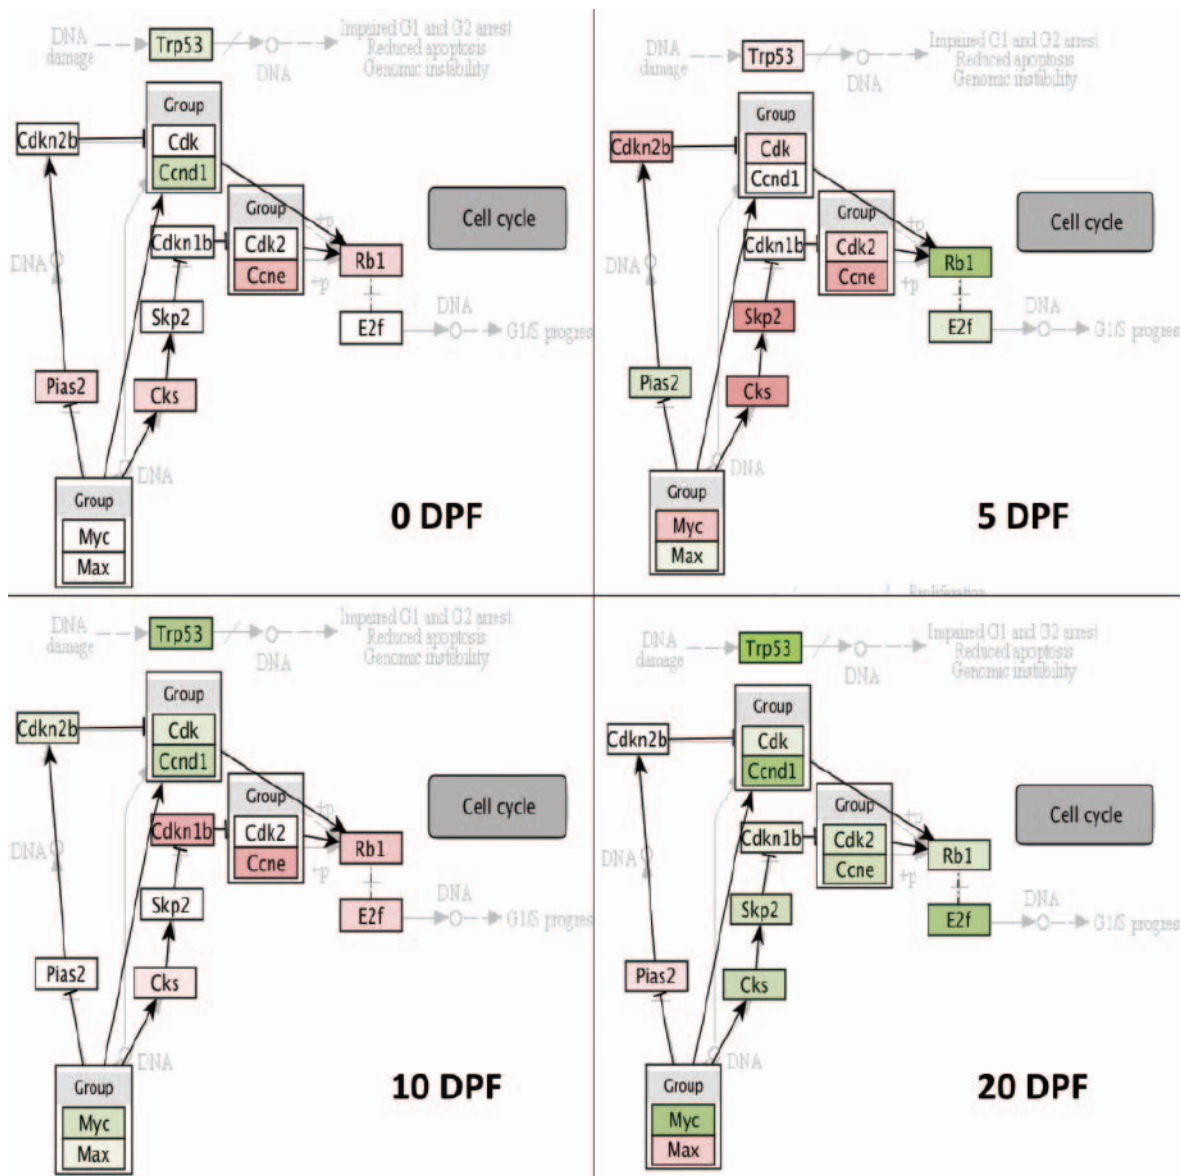 DNA damage
Trp53
DNA
Impaired G1 and G2 arrest
Reduced apoptosis
Genomic instability
Group
Cdkn2b
Cdk
Ccnd1
Group
+p
Cell cycle
Cdkn1b
Cdk2
Rb1
DNA
Ccne
+p
DNA
Skp2
E2f
G1/S progres
Pias2
Cks
DNA
Group
0 DPF
Myc
Max
DNA damage
Trp53
DNA
Impaired G1 and G2 arrest
Reduced apoptosis
Genomic instability
Group
Cdkn2b
Cdk
Ccnd1
Group
+p
Cell cycle
Cdkn1b
Cdk2
Rb1
DNA
Ccne
+p
DNA
Skp2
E2f
G1/S progres
Pias2
Cks
DNA
Group
5 DPF
Myc
Max
Proliferation
DNA damage
Trp53
DNA
Impaired G1 and G2 arrest
Reduced apoptosis
Genomic instability
Group
Cdkn2b
Cdk
Ccnd1
Group
+p
Cell cycle
Cdkn1b
Cdk2
Rb1
DNA
Ccne
+p
DNA
Skp2
E2f
G1/S progres
Pias2
Cks
DNA
Group
10 DPF
Myc
Max
DNA damage
Trp53
DNA
Impaired G1 and G2 arrest
Reduced apoptosis
Genomic instability
Group
Cdkn2b
Cdk
Ccnd1
Group
+p
Cell cycle
Cdkn1b
Cdk2
Rb1
DNA
Ccne
+p
DNA
Skp2
E2f
G1/S progres
Pias2
Cks
DNA
Group
20 DPF
Myc
Max